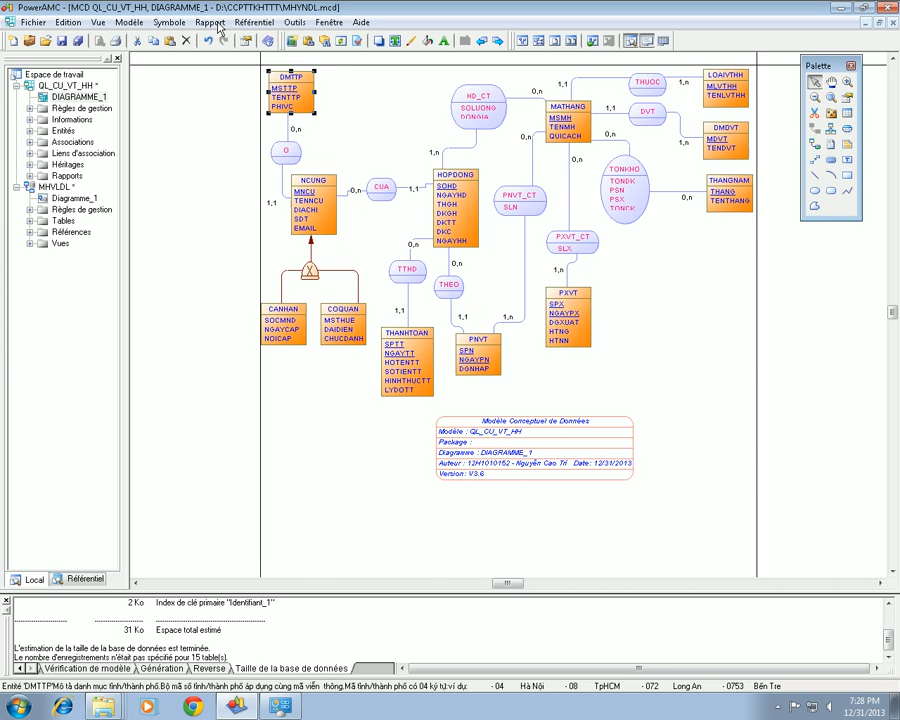 PowerAMC - [MCD QL_CU_VT_HH, DIAGRAMME_1 - D:\CCPTTKHTTT\MHYNDL.mcd]
Fichier Edition Vue Modèle Symbole Rapport Référentiel Outils Fenêtre Aide
Espace de travail
QL_CU_VT_HH *
DIAGRAMME_1
Règles de gestion
Informations
Entités
Associations
Liens d'association
Héritages
Rapports
MHVLDL *
Diagramme_1
Règles de gestion
Tables
Références
Vues
Local
Référentiel
DMTTP
MSTTP
TENTTP
PHIVC
0,n
O
1,1
NCUNG
MNCU
TENNCU
DIACHI
SDT
EMAIL
0,n
CUA
1,1
X
CANHAN
SOCMND
NGAYCAP
NOICAP
COQUAN
MSTHUE
DAIDIEN
CHUCDANH
HOPDONG
SOHD
NGAYHD
THGH
DKGH
DKTT
DKC
NGAYHH
1,n
HD_CT
SOLUONG
DONGIA
0,n
0,n
TTHD
1,1
THANHTOAN
SPTT
NGAYTT
HOTENTT
SOTIENTT
HINHTHUCTT
LYDOTT
0,n
THEO
1,1
PNVT
SPN
NGAYPN
DGNHAP
1,n
PNVT_CT
SLN
0,n
MATHANG
MSMH
TENMH
QUICACH
1,1
THUOC
1,n
LOAIVTHH
MLVTHH
TENLVTHH
1,1
DVT
1,n
DMDVT
MDVT
TENDVT
0,n
TONKHO
TONDK
PSN
PSX
TONCK
0,n
THANGNAM
THANG
TENTHANG
0,n
PXVT_CT
SLX
1,n
PXVT
SPX
NGAYPX
DGXUAT
HTNG
HTNN
Modèle Conceptuel de Données
Modèle : QL_CU_VT_HH
Package :
Diagramme : DIAGRAMME_1
Auteur : 12H1010152 - Nguyễn Cao Trí Date: 12/31/2013
Version: V3.6
Palette
2 Ko Index de clé primaire "Identifiant_1"
31 Ko Espace total estimé
L'estimation de la taille de la base de données est terminée.
Le nombre d'enregistrements n'était pas spécifié pour 15 table(s).
Vérification de modèle Génération Reverse Taille de la base de données
Entité 'DMTTP'Mô tả danh mục tỉnh/thành phố.Bộ mã số tỉnh/thành phố áp dụng cùng mã viễn thông.Mã tỉnh/thành phố có 04 ký tự.ví dụ: - 04 Hà Nội - 08 TpHCM - 072 Long An - 0753 Bến Tre
7:28 PM
12/31/2013